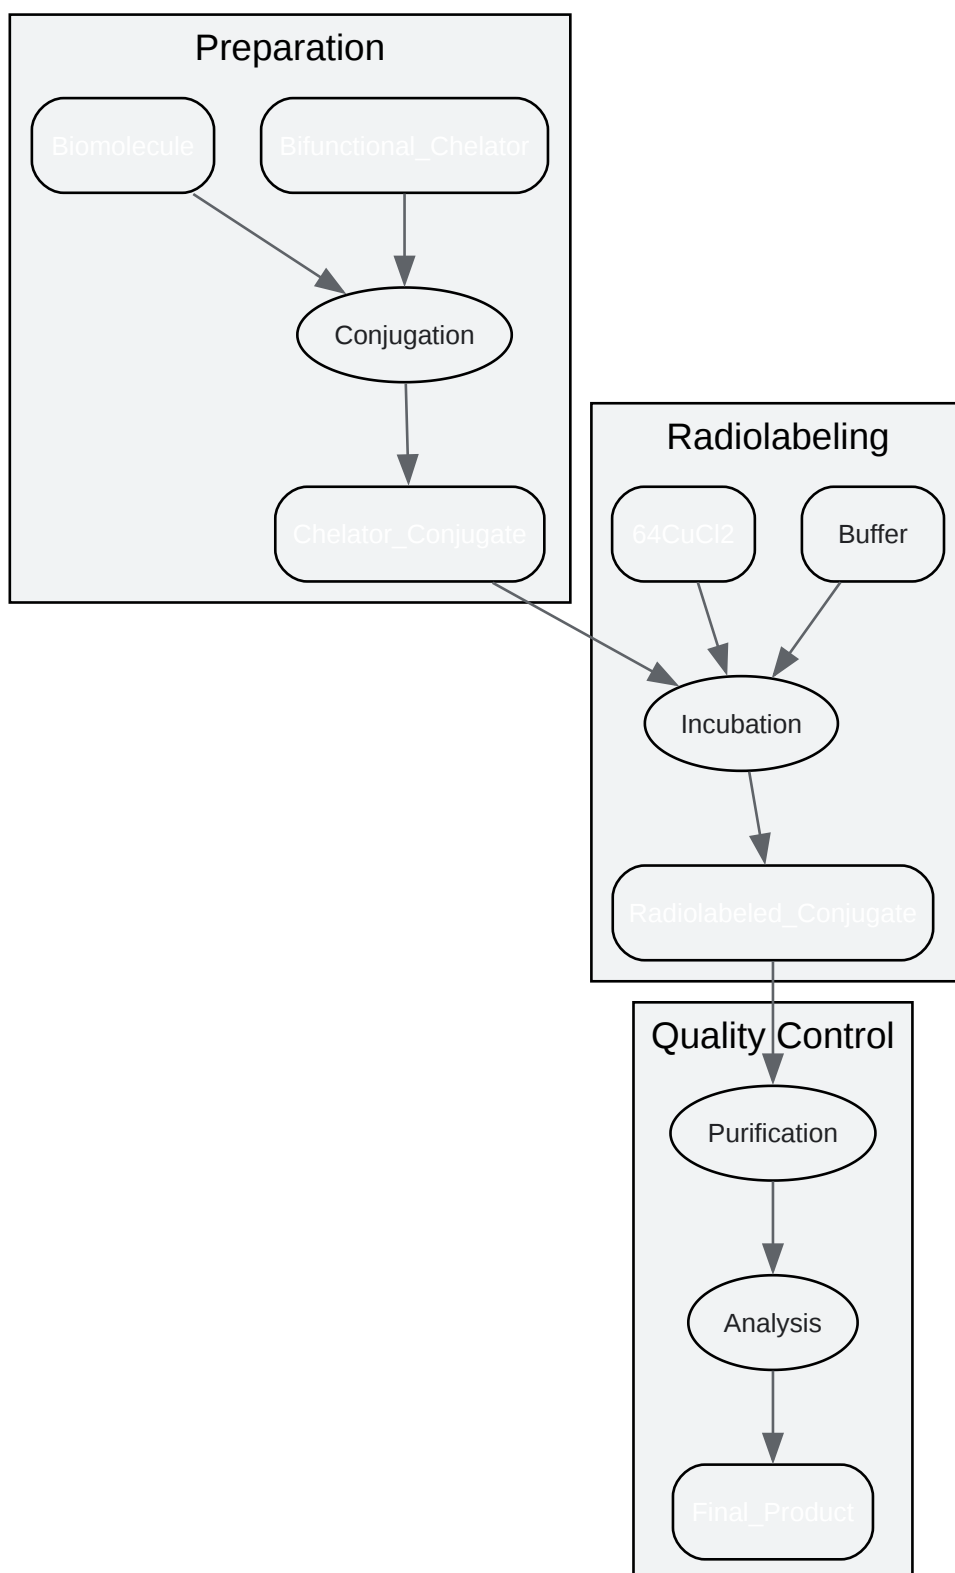 Preparation
Biomolecule
Bifunctional_Chelator
Conjugation
Chelator_Conjugate
Radiolabeling
64CuCl2
Buffer
Incubation
Radiolabeled_Conjugate
Quality Control
Purification
Analysis
Final_Product